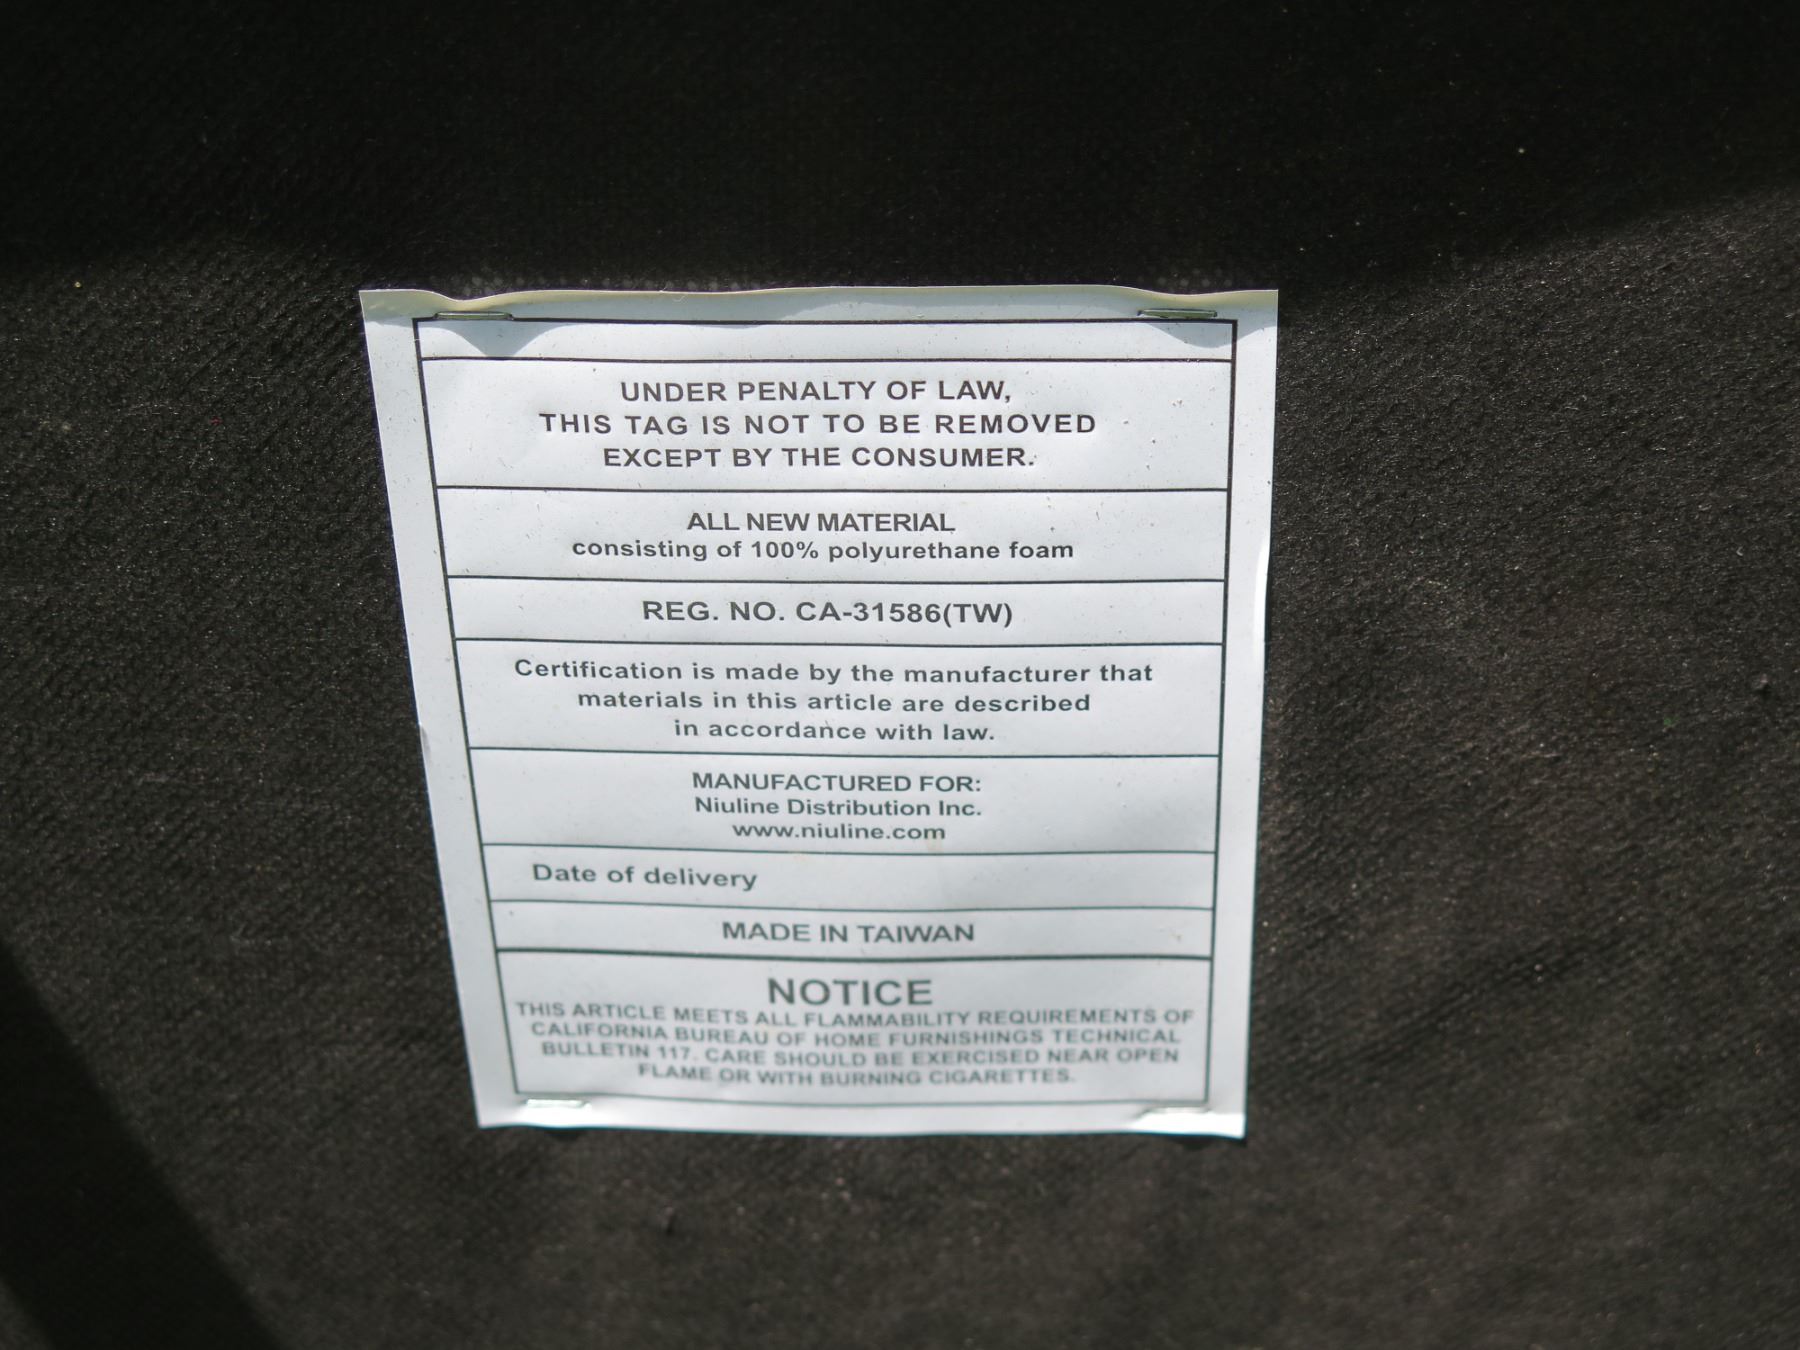 UNDER PENALTY OF LAW,
THIS TAG IS NOT TO BE REMOVED
EXCEPT BY THE CONSUMER.
ALL NEW MATERIAL
consisting of 100% polyurethane foam
REG. NO. CA-31586(TW)
Certification is made by the manufacturer that
materials in this article are described
in accordance with law.
MANUFACTURED FOR:
Niuline Distribution Inc.
www.niuline.com
Date of delivery
MADE IN TAIWAN
NOTICE
THIS ARTICLE MEETS ALL FLAMMABILITY REQUIREMENTS OF
CALIFORNIA BUREAU OF HOME FURNISHINGS TECHNICAL
BULLETIN 117. CARE SHOULD BE EXERCISED NEAR OPEN
FLAME OR WITH BURNING CIGARETTES.